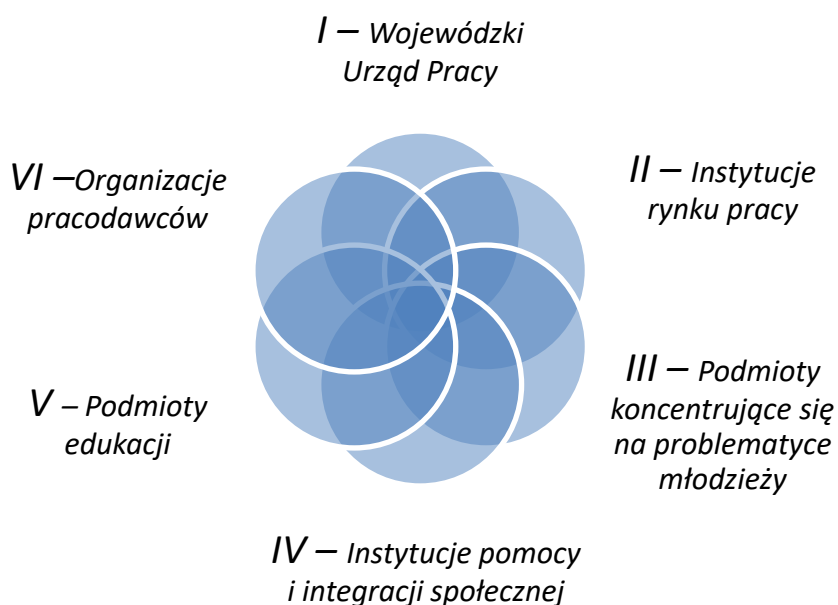 I – Wojewódzki
Urząd Pracy
II – Instytucje
rynku pracy
III – Podmioty
koncentrujące się
na problematyce
młodzieży
IV – Instytucje pomocy
i integracji społecznej
V – Podmioty
edukacji
VI –Organizacje
pracodawców